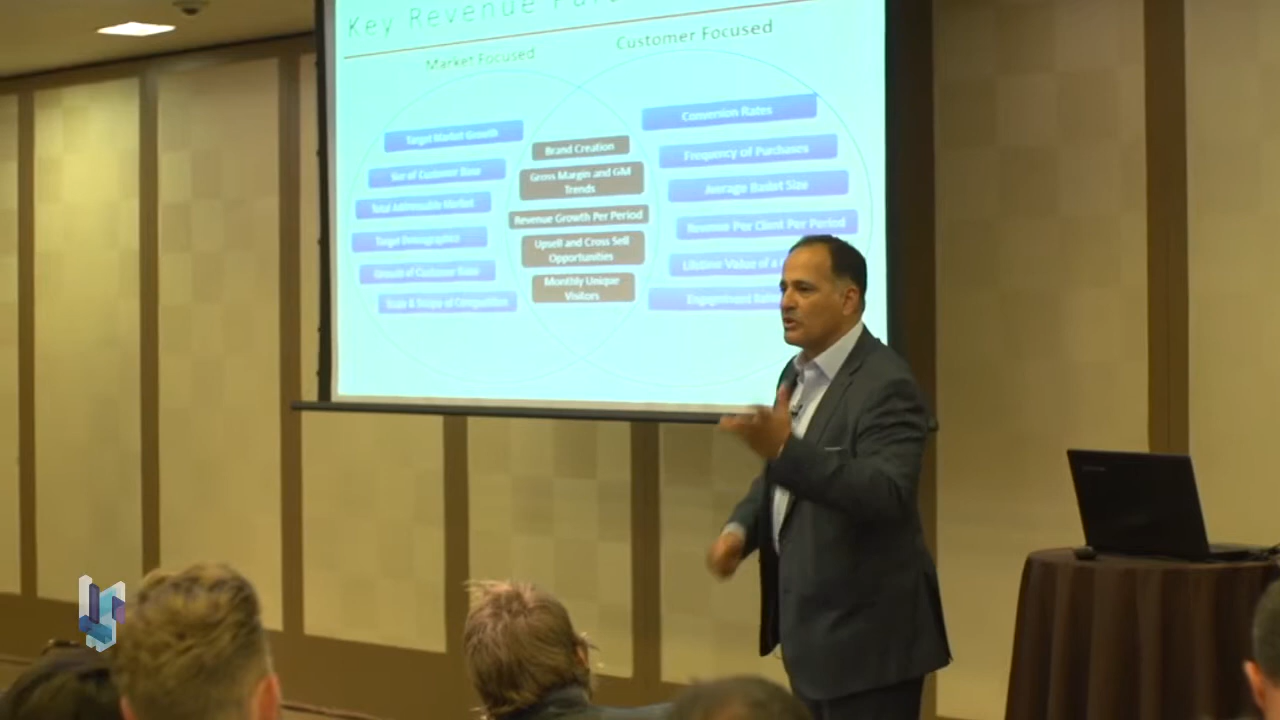 Key Revenue
Market Focused
Customer Focused
Target Market Growth
Size of Customer Base
Total Addressable Market
Target Demographics
Growth of Customer Base
Scale & Scope of Competition
Brand Creation
Gross Margin and GM
Trends
Revenue Growth Per Period
Upsell and Cross Sell
Opportunities
Monthly Unique
Visitors
Conversion Rates
Frequency of Purchases
Average Basket Size
Revenue Per Client Per Period
Lifetime Value of a
Engagement